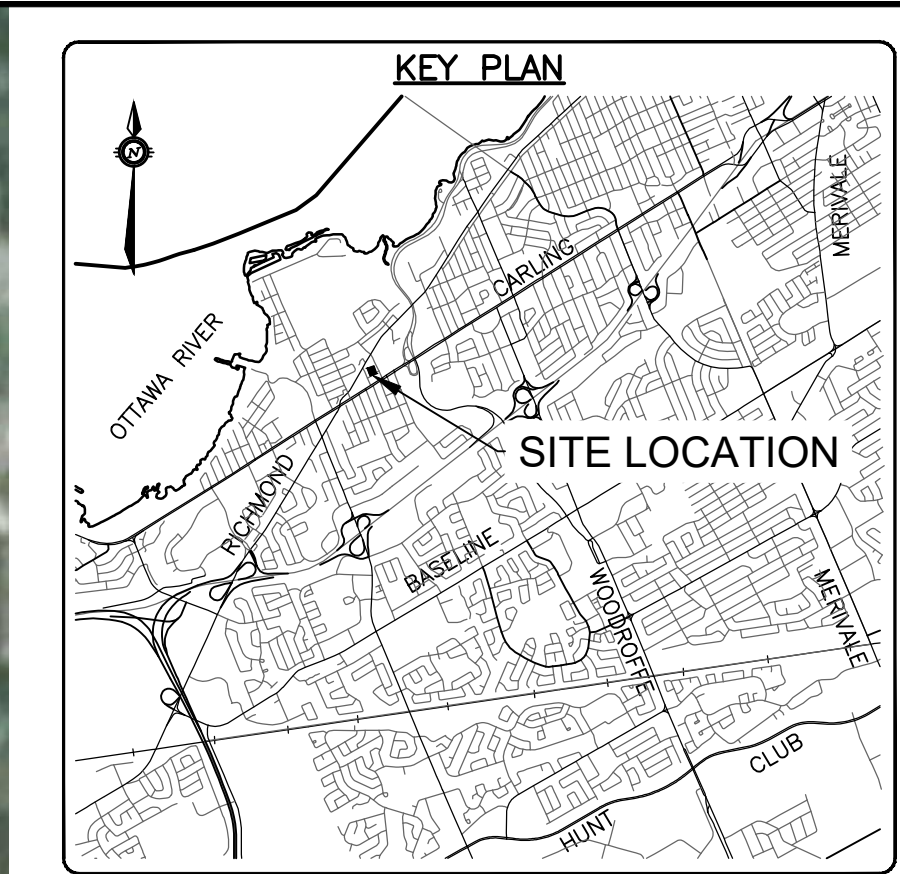 KEY PLAN
N
MERIVALE
CARLING
OTTAWA RIVER
SITE LOCATION
RICHMOND
BASELINE
WOODROFFE
MERIVALE
HUNT CLUB